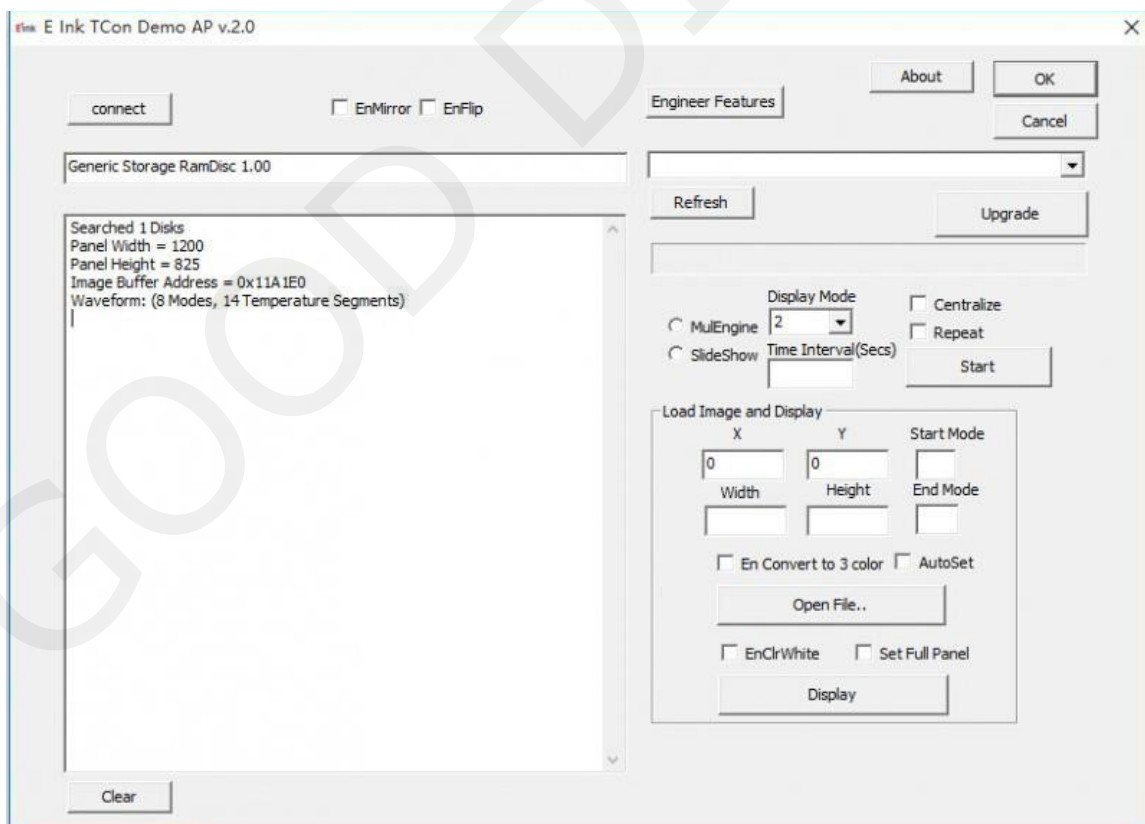 E Ink E Ink TCon Demo AP v.2.0
connect
EnMirror
EnFlip
Engineer Features
About
OK
Cancel
Generic Storage RamDisc 1.00
Refresh
Upgrade
Searched 1 Disks
Panel Width = 1200
Panel Height = 825
Image Buffer Address = 0x11A1E0
Waveform: (8 Modes, 14 Temperature Segments)
Display Mode
MulEngine
2
Centralize
Repeat
SlideShow
Time Interval(Secs)
Start
Load Image and Display
X
Y
Start Mode
0
0
Width
Height
End Mode
En Convert to 3 color
AutoSet
Open File..
EnClrWhite
Set Full Panel
Display
Clear
GOOD D